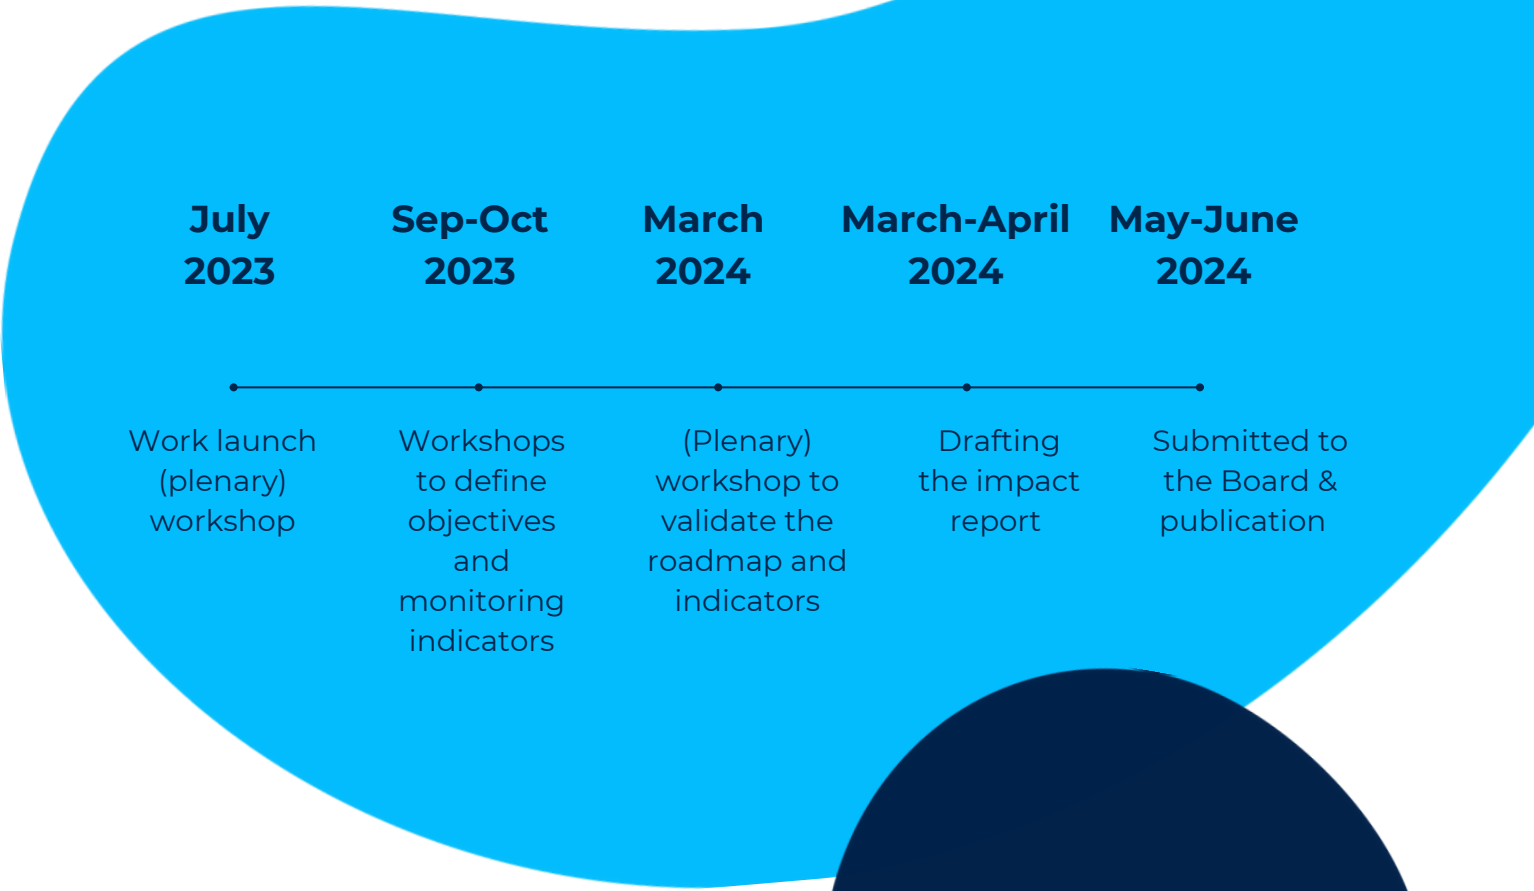 July
2023
Sep-Oct
2023
March
2024
March-April
2024
May-June
2024
Work launch
(plenary)
workshop
Workshops
to define
objectives
and
monitoring
indicators
(Plenary)
workshop to
validate the
roadmap and
indicators
Drafting
the impact
report
Submitted to
the Board &
publication